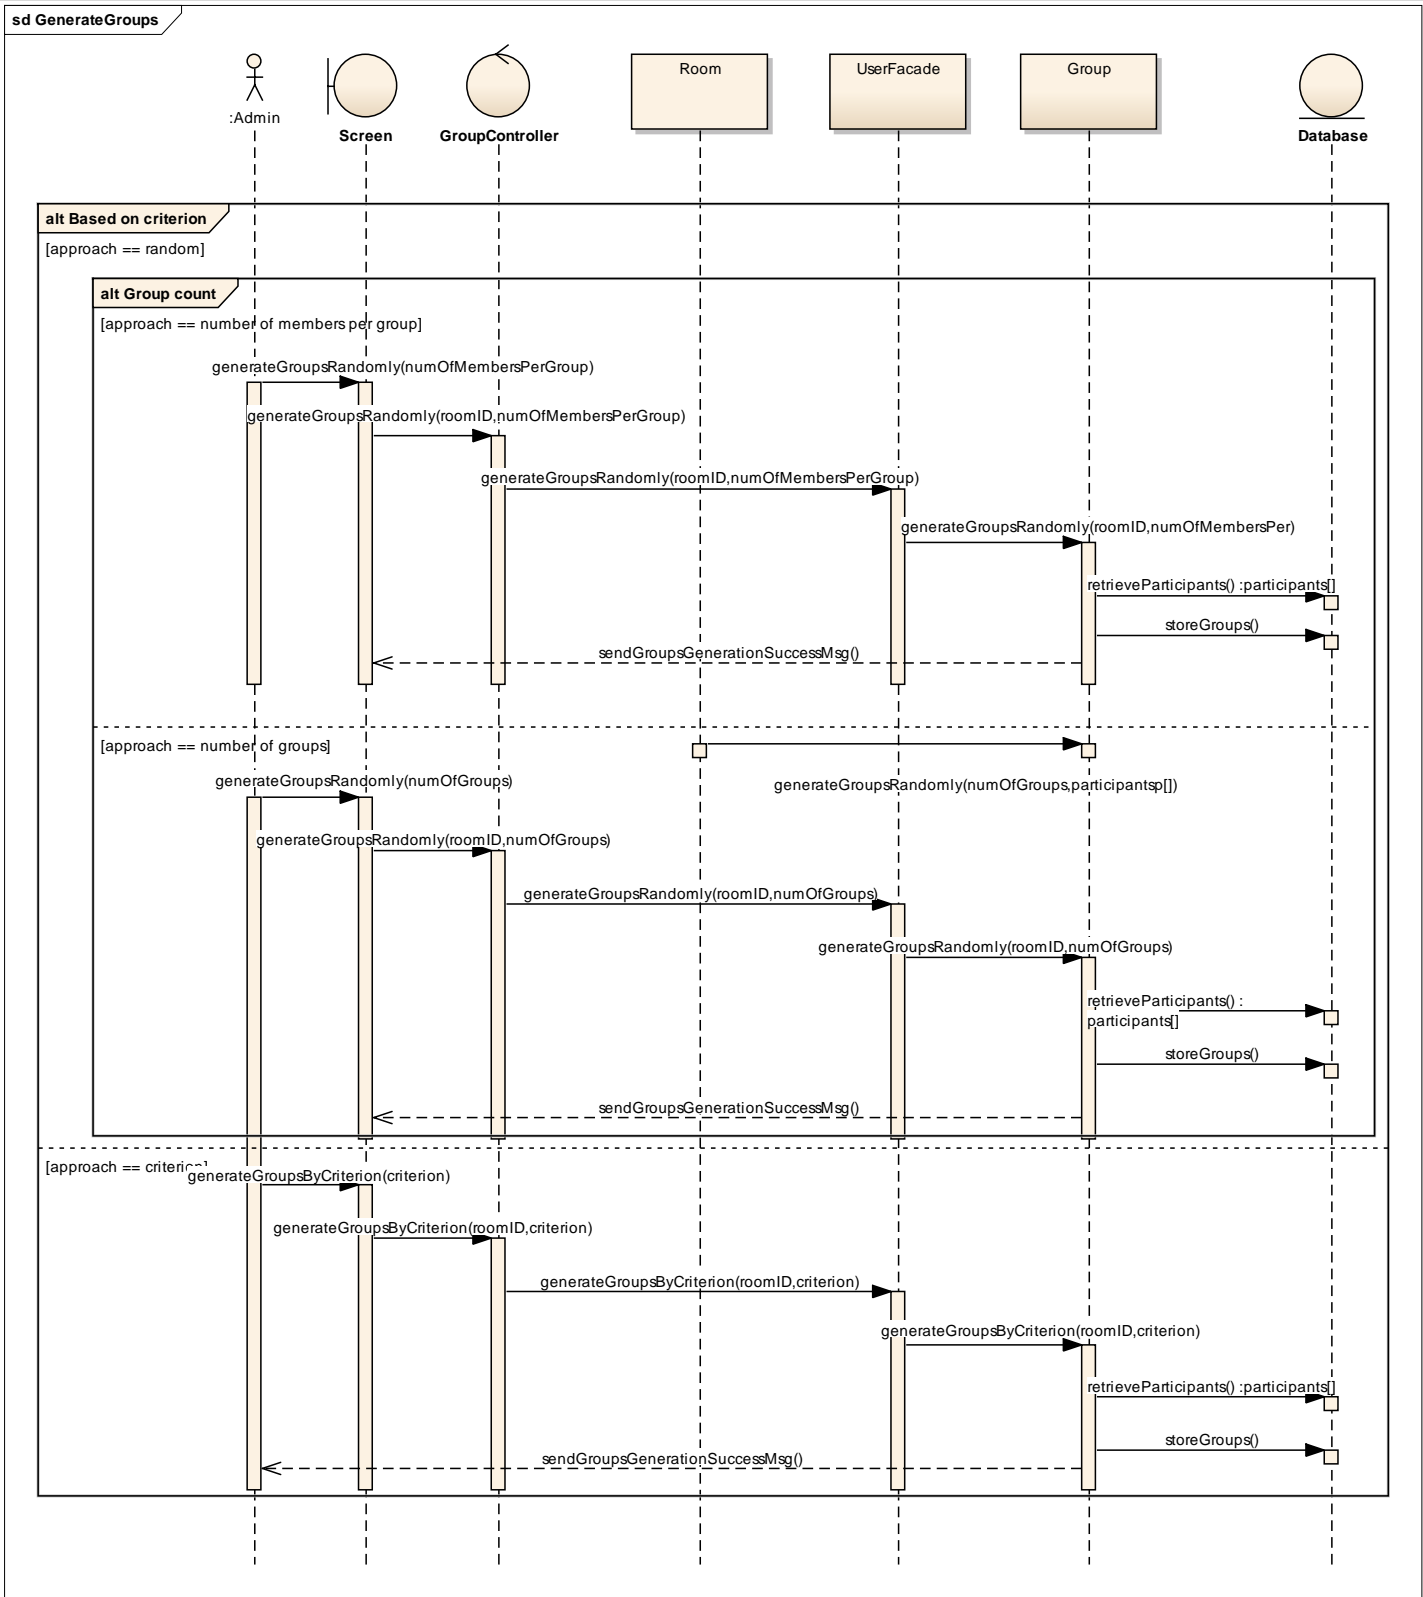 sd GenerateGroups
:Admin
Screen
GroupController
Room
UserFacade
Group
Database
alt Based on criterion
[approach == random]
alt Group count
[approach == number of members per group]
generateGroupsRandomly(numOfMembersPerGroup)
generateGroupsRandomly(roomID,numOfMembersPerGroup)
generateGroupsRandomly(roomID,numOfMembersPerGroup)
generateGroupsRandomly(roomID,numOfMembersPer)
retrieveParticipants() :participants[]
storeGroups()
sendGroupsGenerationSuccessMsg()
[approach == number of groups]
generateGroupsRandomly(numOfGroups)
generateGroupsRandomly(numOfGroups,participantsp[])
generateGroupsRandomly(roomID,numOfGroups)
generateGroupsRandomly(roomID,numOfGroups)
generateGroupsRandomly(roomID,numOfGroups)
retrieveParticipants() :
participants[]
storeGroups()
sendGroupsGenerationSuccessMsg()
[approach == criterion]
generateGroupsByCriterion(criterion)
generateGroupsByCriterion(roomID,criterion)
generateGroupsByCriterion(roomID,criterion)
generateGroupsByCriterion(roomID,criterion)
retrieveParticipants() :participants[]
storeGroups()
sendGroupsGenerationSuccessMsg()